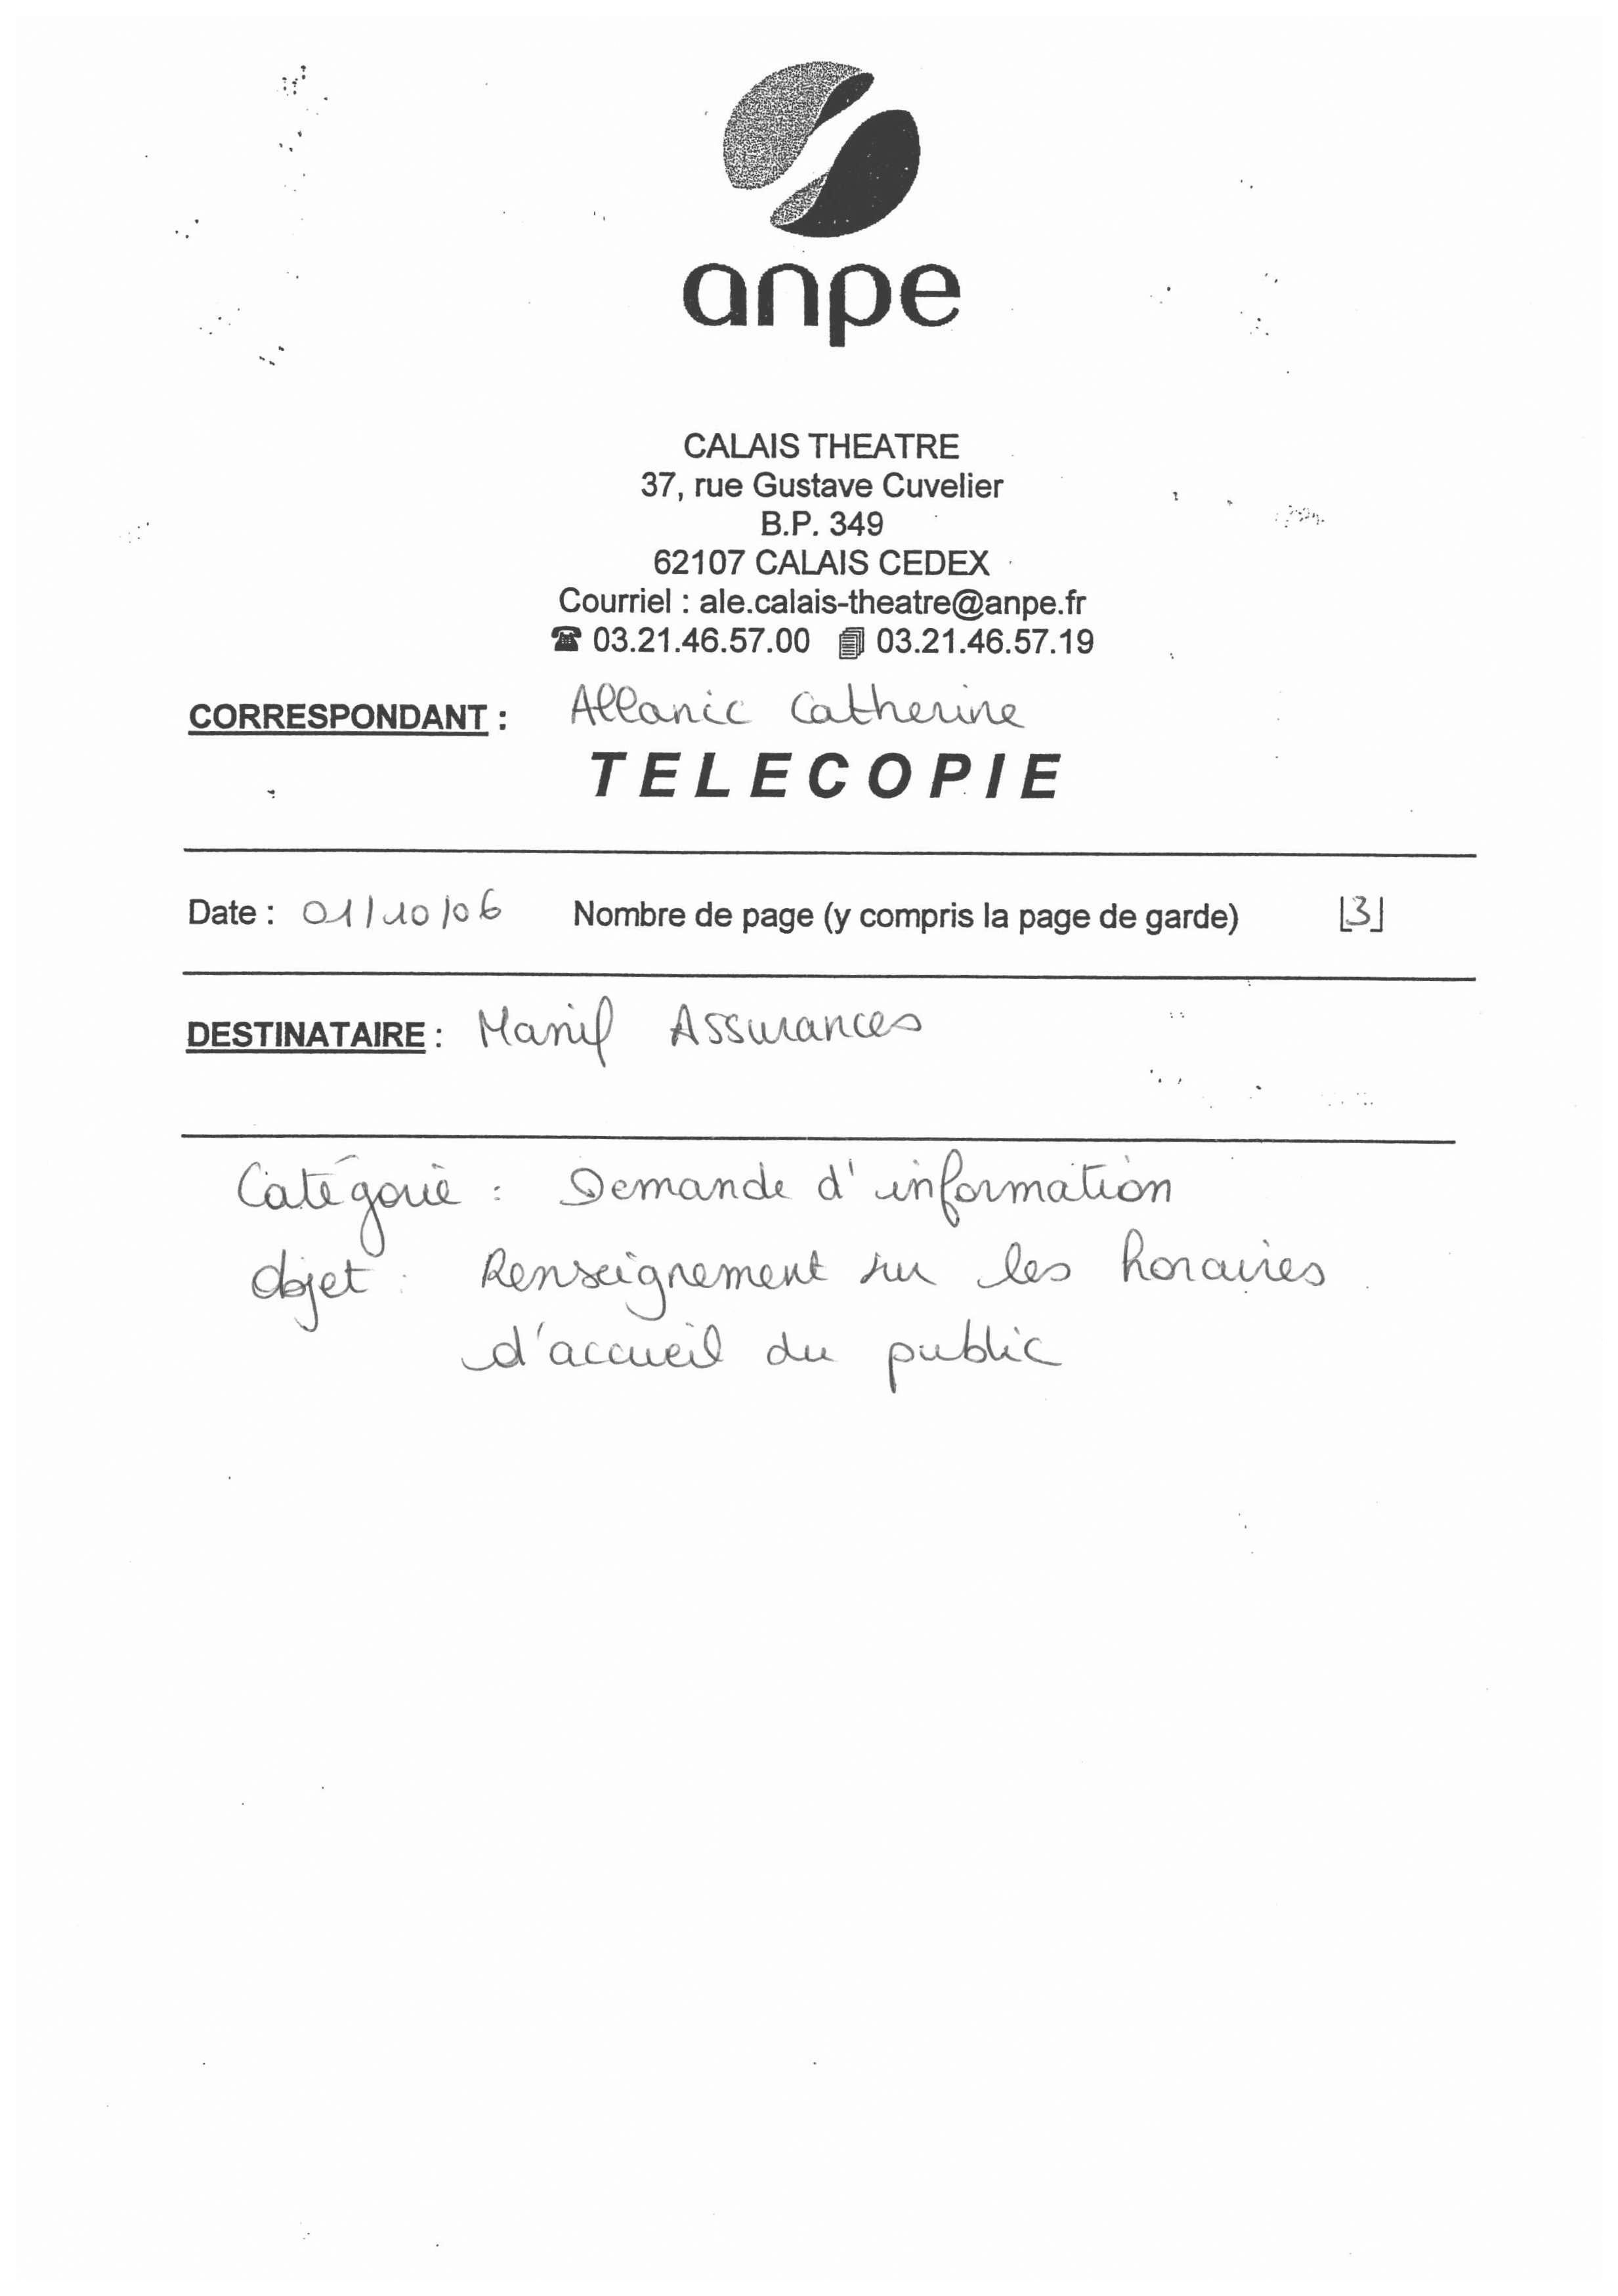 anpe
CALAIS THEATRE
37, rue Gustave Cuvelier
B.P. 349
62107 CALAIS CEDEX
Courriel : ale.calais-theatre@anpe.fr
☎ 03.21.46.57.00 03.21.46.57.19
CORRESPONDANT : Allanic Catherine
TELECOPIE
Date : 01/10/06 Nombre de page (y compris la page de garde) [3]
DESTINATAIRE : Manif Assurances
Catégorie : Demande d'information
objet : Renseignement sur les horaires
d'accueil du public